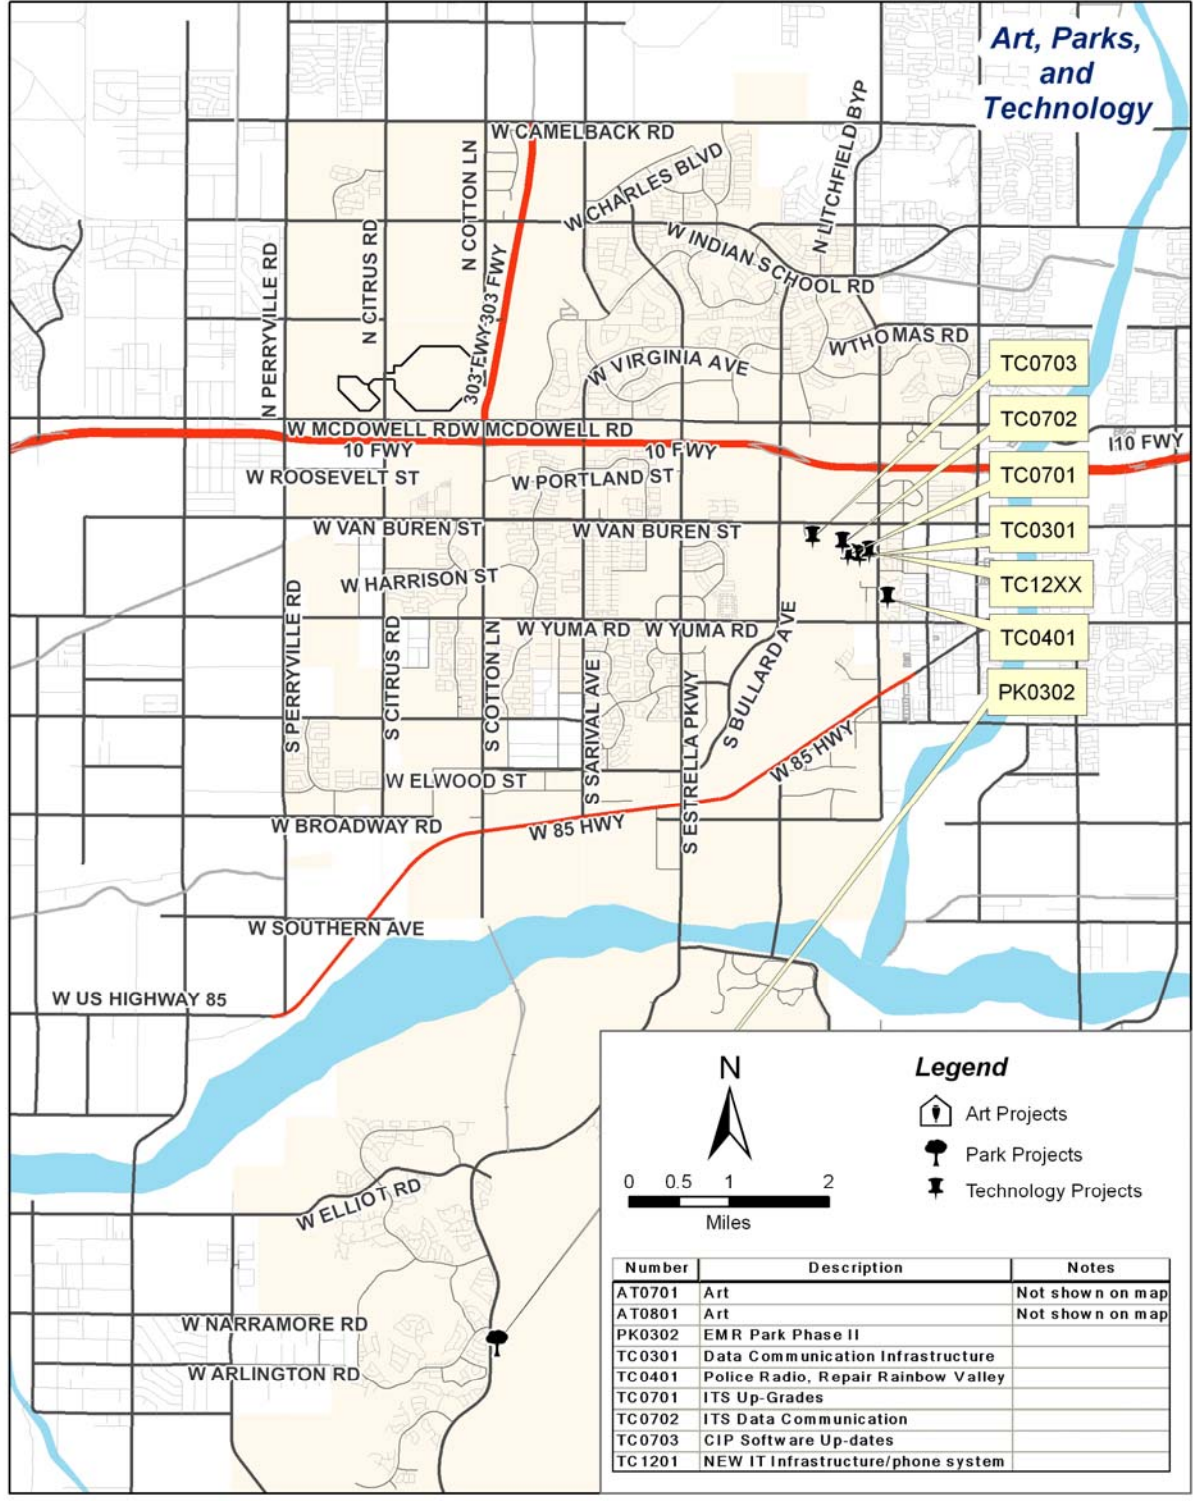 Art, Parks,
and
Technology
W CAMELBACK RD
N LITCHFIELD BYP
W CHARLES BLVD
N COTTON LN
W INDIAN SCHOOL RD
N CITRUS RD
N PERRYVILLE RD
303 FWY 303 FWY
W THOMAS RD
W VIRGINIA AVE
TC0703
TC0702
W MCDOWELL RD W MCDOWELL RD
10 FWY
10 FWY
I10 FWY
TC0701
W ROOSEVELT ST
W PORTLAND ST
W VAN BUREN ST
W VAN BUREN ST
TC0301
W HARRISON ST
TC12XX
W YUMA RD
W YUMA RD
TC0401
S PERRYVILLE RD
S CITRUS RD
S COTTON LN
S SARIVAL AVE
S ESTRELLA PKWY
S BULLARD AVE
PK0302
W 85 HWY
W ELWOOD ST
W BROADWAY RD
W 85 HWY
W SOUTHERN AVE
W US HIGHWAY 85
W ELLIOT RD
W NARRAMORE RD
W ARLINGTON RD
N
0 0.5 1 2
Miles
Legend
Art Projects
Park Projects
Technology Projects
Number Description Notes
AT0701 Art Not shown on map
AT0801 Art Not shown on map
PK0302 EMR Park Phase II
TC0301 Data Communication Infrastructure
TC0401 Police Radio, Repair Rainbow Valley
TC0701 ITS Up-Grades
TC0702 ITS Data Communication
TC0703 CIP Software Up-dates
TC1201 NEW IT Infrastructure/phone system